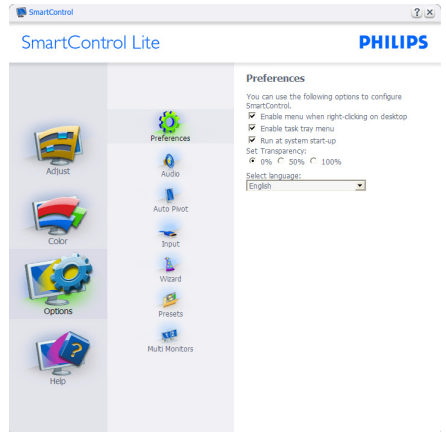 SmartControl
SmartControl Lite
PHILIPS
Adjust
Color
Options
Help
Preferences
Audio
Auto Pivot
Input
Wizard
Presets
Multi Monitors
Preferences
You can use the following options to configure
SmartControl.
Enable menu when right-clicking on desktop
Enable task tray menu
Run at system start-up
Set Transparency:
0% 50% 100%
Select language:
English